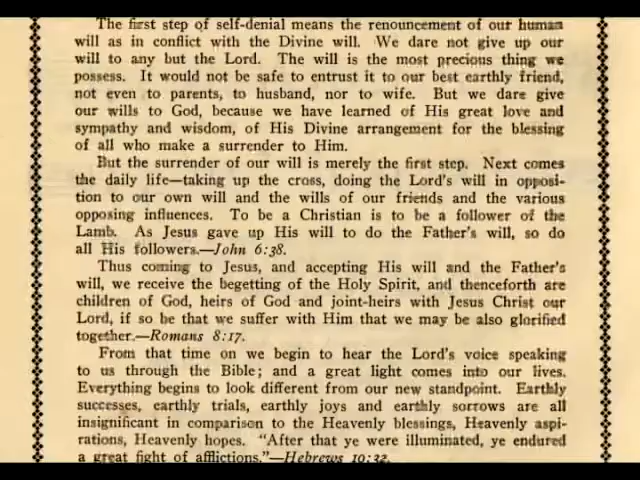 The first step of self-denial means the renouncement of our human
will as in conflict with the Divine will. We dare not give up our
will to any but the Lord. The will is the most precious thing we
possess. It would not be safe to entrust it to our best earthly friend,
not even to parents, to husband, nor to wife. But we dare give
our wills to God, because we have learned of His great love and
sympathy and wisdom, of His Divine arrangement for the blessing
of all who make a surrender to Him.
But the surrender of our will is merely the first step. Next comes
the daily life—taking up the cross, doing the Lord's will in opposi-
tion to our own will and the wills of our friends and the various
opposing influences. To be a Christian is to be a follower of the
Lamb. As Jesus gave up His will to do the Father's will, so do
all His followers.—John 6:38.
Thus coming to Jesus, and accepting His will and the Father's
will, we receive the begetting of the Holy Spirit, and thenceforth are
children of God, heirs of God and joint-heirs with Jesus Christ our
Lord, if so be that we suffer with Him that we may be also glorified
together.—Romans 8:17.
From that time on we begin to hear the Lord's voice speaking
to us through the Bible; and a great light comes into our lives.
Everything begins to look different from our new standpoint. Earthly
successes, earthly trials, earthly joys and earthly sorrows are all
insignificant in comparison to the Heavenly blessings, Heavenly aspi-
rations, Heavenly hopes. "After that ye were illuminated, ye endured
a great fight of afflictions."—Hebrews 10:32.